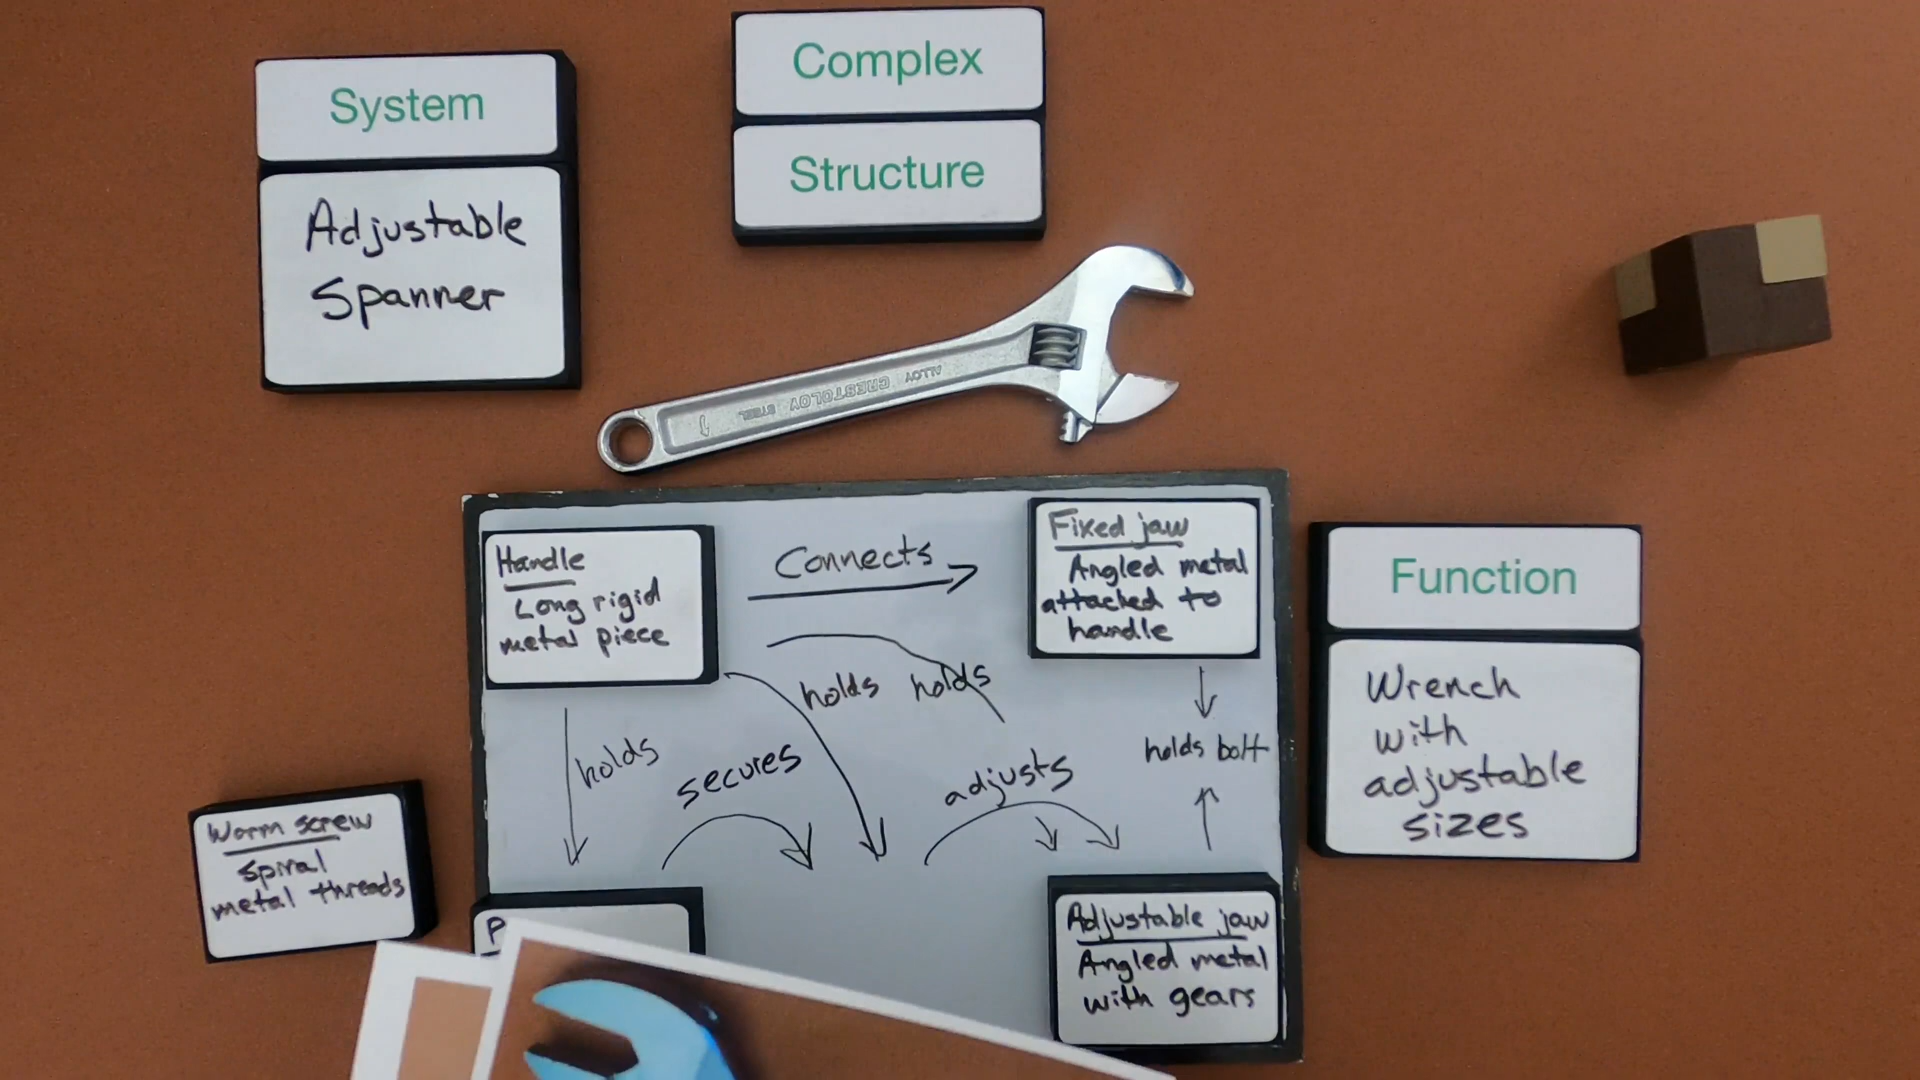 System
Adjustable
Spanner
Complex
Structure
ALLOY
CRESTOLOY
STEEL
Handle
Long rigid
metal piece
Connects
Fixed jaw
Angled metal
attached to
handle
holds holds
holds
secures
adjusts
holds bolt
Function
Wrench
with
adjustable
sizes
Worm screw
Spiral
metal threads
P
Adjustable jaw
Angled metal
with gears